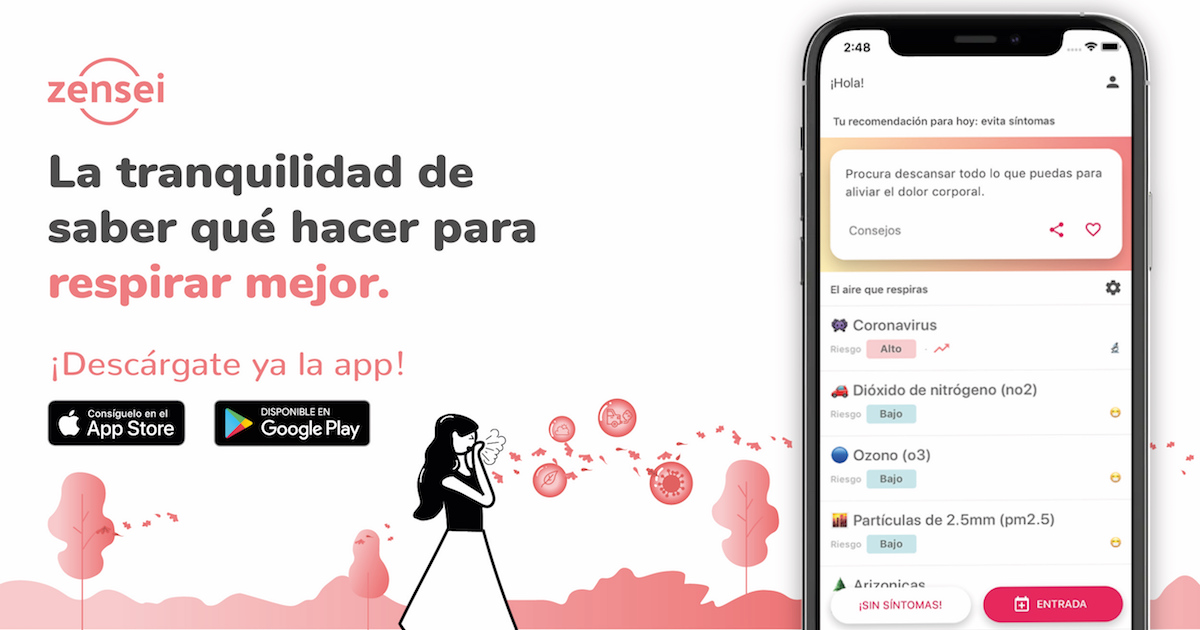 zensei
La tranquilidad de
saber qué hacer para
respirar mejor.
¡Descárgate ya la app!
Consíguelo en el
App Store
DISPONIBLE EN
Google Play
2:48
¡Hola!
Tu recomendación para hoy: evita síntomas
Procura descansar todo lo que puedas para
aliviar el dolor corporal.
Consejos
El aire que respiras
Coronavirus
Riesgo Alto
Dióxido de nitrógeno (no2)
Riesgo Bajo
Ozono (o3)
Riesgo Bajo
Partículas de 2.5mm (pm2.5)
Riesgo Bajo
Arizonicas
¡SIN SÍNTOMAS!
ENTRADA